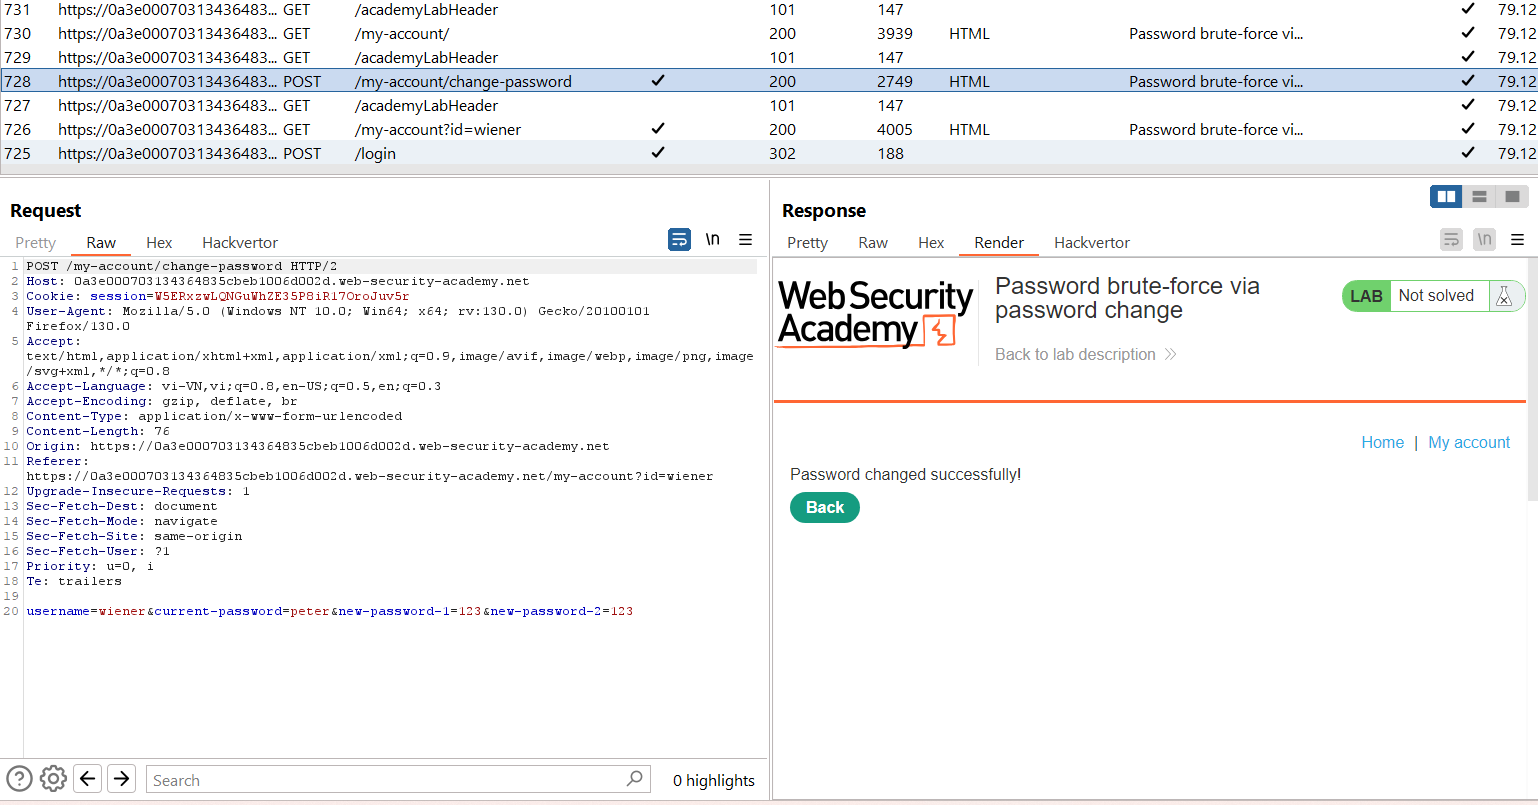 731 https://0a3e00070313436483... GET /academyLabHeader 101 147 79.12
730 https://0a3e00070313436483... GET /my-account/ 200 3939 HTML Password brute-force vi... 79.12
729 https://0a3e00070313436483... GET /academyLabHeader 101 147 79.12
728 https://0a3e00070313436483... POST /my-account/change-password 200 2749 HTML Password brute-force vi... 79.12
727 https://0a3e00070313436483... GET /academyLabHeader 101 147 79.12
726 https://0a3e00070313436483... GET /my-account?id=wiener 200 4005 HTML Password brute-force vi... 79.12
725 https://0a3e00070313436483... POST /login 302 188 79.12
Request
Pretty Raw Hex Hackvertor \n
1 POST /my-account/change-password HTTP/2
2 Host: 0a3e000703134364835cbeb1006d002d.web-security-academy.net
3 Cookie: session=W5ERxzwLQNGuWhZE35P8iR17OroJuv5r
4 User-Agent: Mozilla/5.0 (Windows NT 10.0; Win64; x64; rv:130.0) Gecko/20100101
Firefox/130.0
5 Accept:
text/html,application/xhtml+xml,application/xml;q=0.9,image/avif,image/webp,image/png,image
/svg+xml,*/*;q=0.8
6 Accept-Language: vi-VN,vi;q=0.8,en-US;q=0.5,en;q=0.3
7 Accept-Encoding: gzip, deflate, br
8 Content-Type: application/x-www-form-urlencoded
9 Content-Length: 76
10 Origin: https://0a3e000703134364835cbeb1006d002d.web-security-academy.net
11 Referer:
https://0a3e000703134364835cbeb1006d002d.web-security-academy.net/my-account?id=wiener
12 Upgrade-Insecure-Requests: 1
13 Sec-Fetch-Dest: document
14 Sec-Fetch-Mode: navigate
15 Sec-Fetch-Site: same-origin
16 Sec-Fetch-User: ?1
17 Priority: u=0, i
18 Te: trailers
19
20 username=wiener&current-password=peter&new-password-1=123&new-password-2=123
Search 0 highlights
Response
Pretty Raw Hex Render Hackvertor \n
Web Security
Academy
Password brute-force via
password change
Back to lab description
LAB Not solved
Home | My account
Password changed successfully!
Back